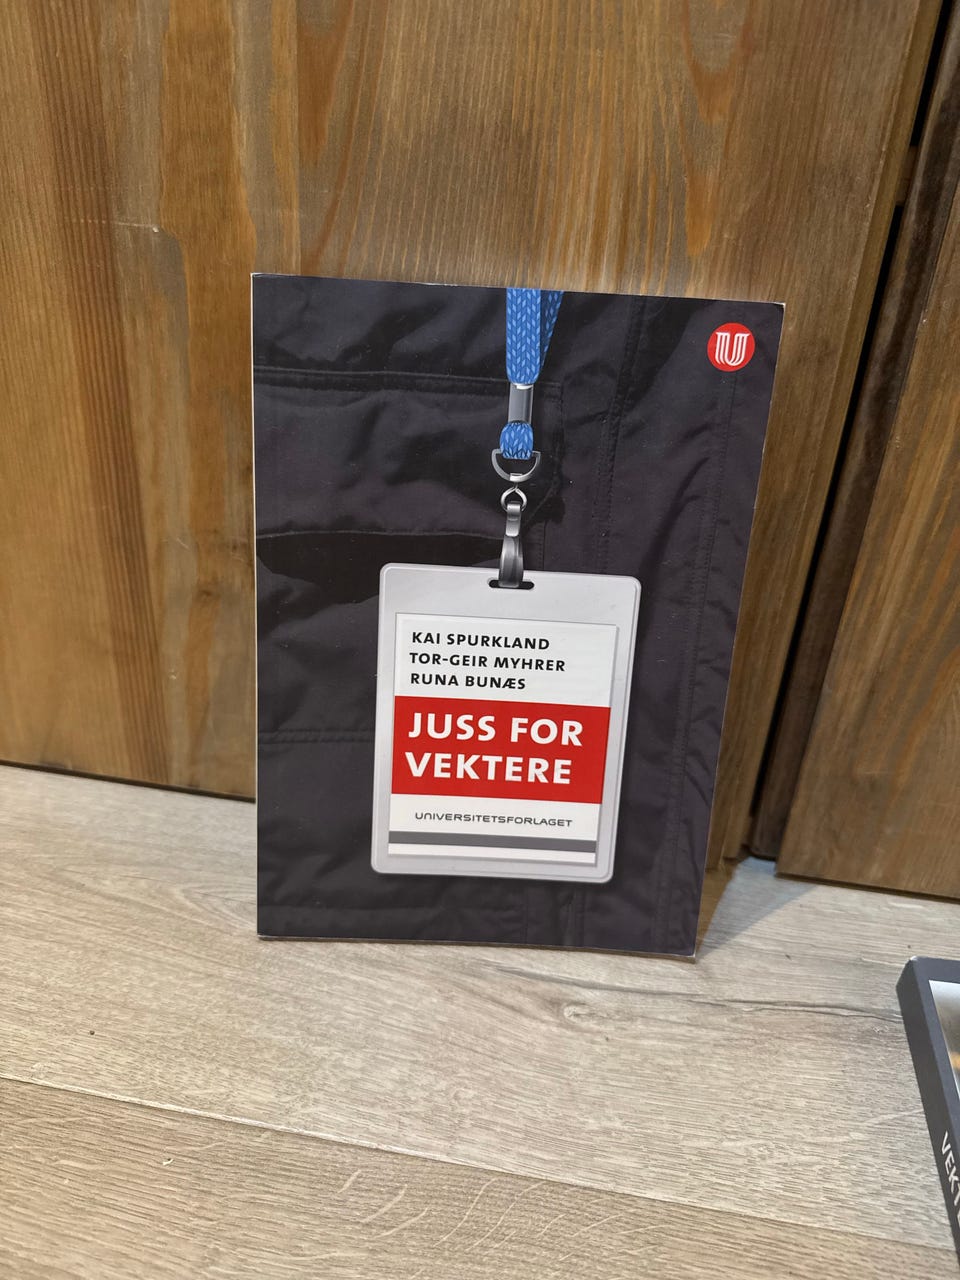 U
KAI SPURKLAND
TOR-GEIR MYHRER
RUNA BUNÆS
JUSS FOR
VEKTERE
UNIVERSITETSFORLAGET